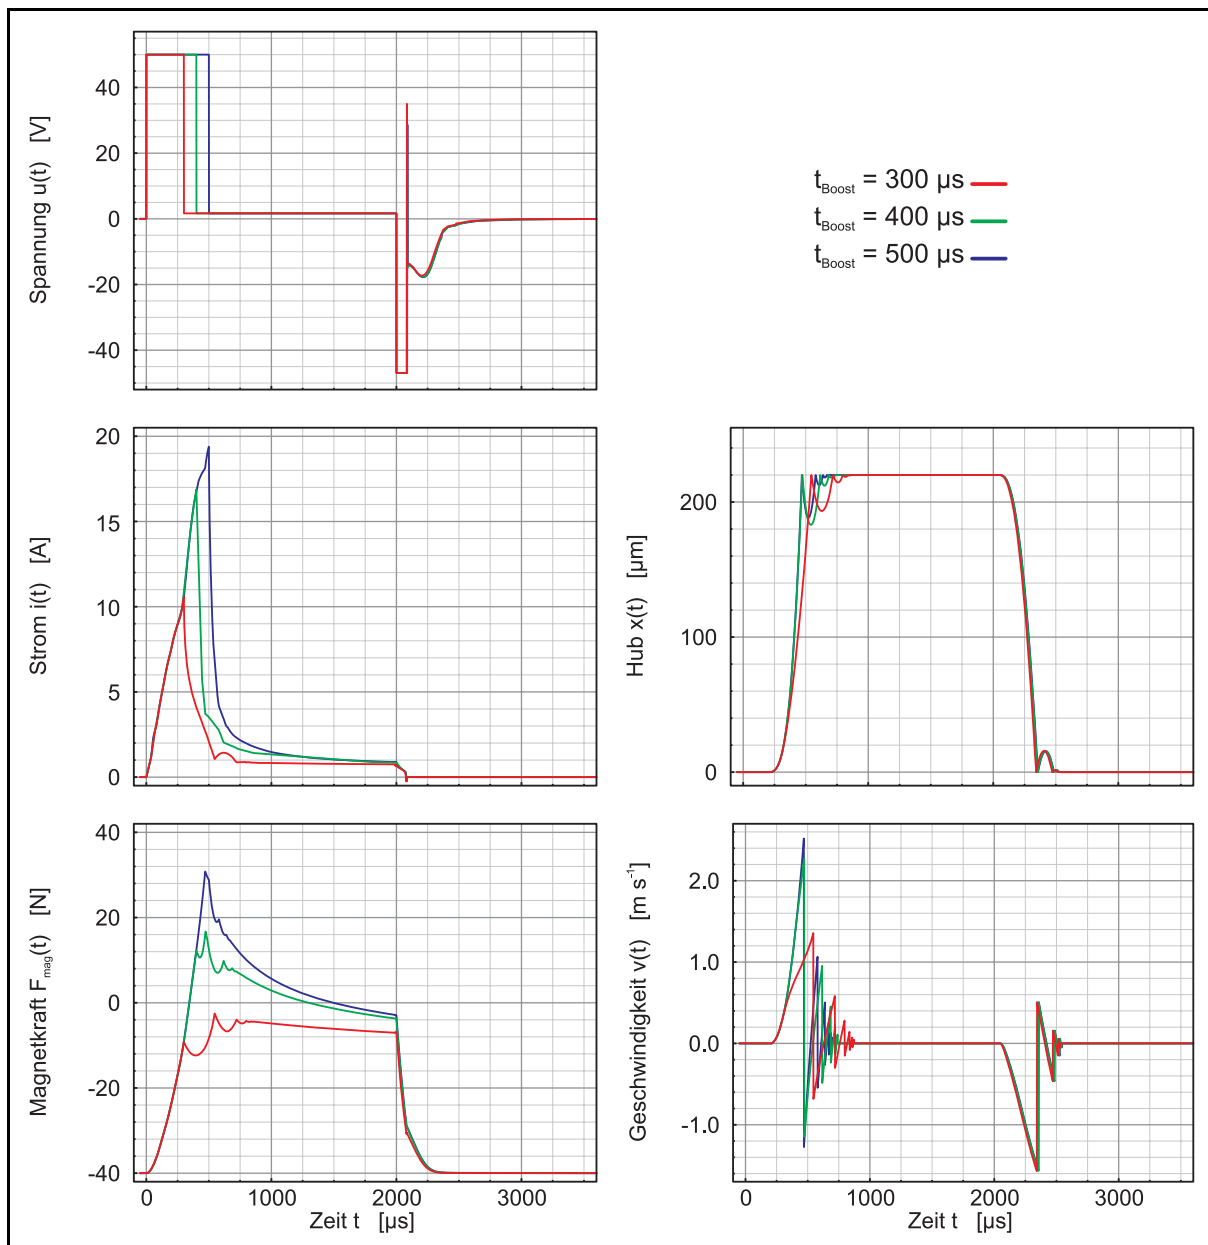 Spannung u(t) [V]
40
20
0
-20
-40
t_Boost = 300 µs
t_Boost = 400 µs
t_Boost = 500 µs
Strom i(t) [A]
20
15
10
5
0
Hub x(t) [µm]
200
100
0
Magnetkraft F_mag(t) [N]
40
20
0
-20
-40
0 1000 2000 3000
Zeit t [µs]
Geschwindigkeit v(t) [m s⁻¹]
2.0
1.0
0.0
-1.0
0 1000 2000 3000
Zeit t [µs]